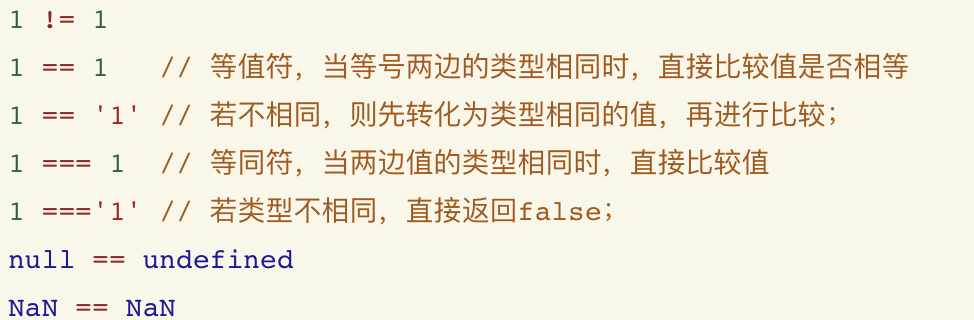 1 != 1
1 == 1 // 等值符，当等号两边的类型相同时，直接比较值是否相等
1 == '1' // 若不相同，则先转化为类型相同的值，再进行比较；
1 === 1 // 等同符，当两边值的类型相同时，直接比较值
1 ==='1' // 若类型不相同，直接返回false；
null == undefined
NaN == NaN